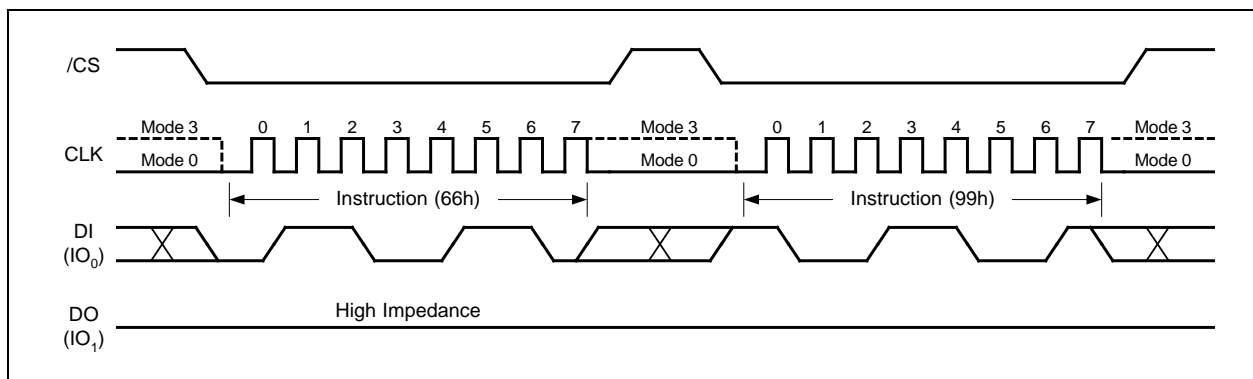 /CS
Mode 3 0 1 2 3 4 5 6 7 Mode 3 0 1 2 3 4 5 6 7 Mode 3
CLK
Mode 0 Mode 0 Mode 0
Instruction (66h) Instruction (99h)
DI
(IO₀)
High Impedance
DO
(IO₁)